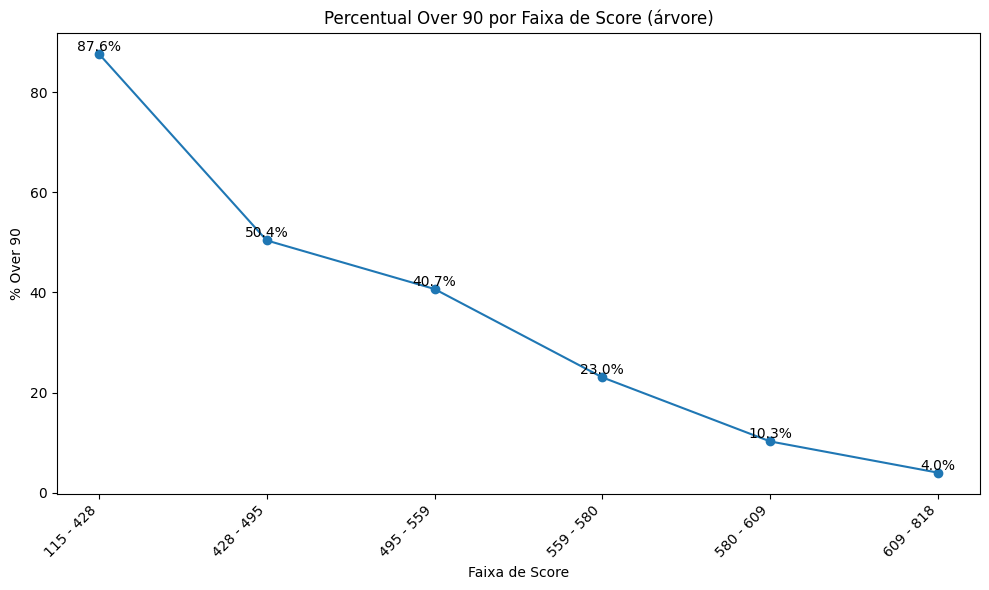 Percentual Over 90 por Faixa de Score (árvore)
% Over 90
80
60
40
20
0
87.6%
50.4%
40.7%
23.0%
10.3%
4.0%
115 - 428
428 - 495
495 - 559
559 - 580
580 - 609
609 - 818
Faixa de Score